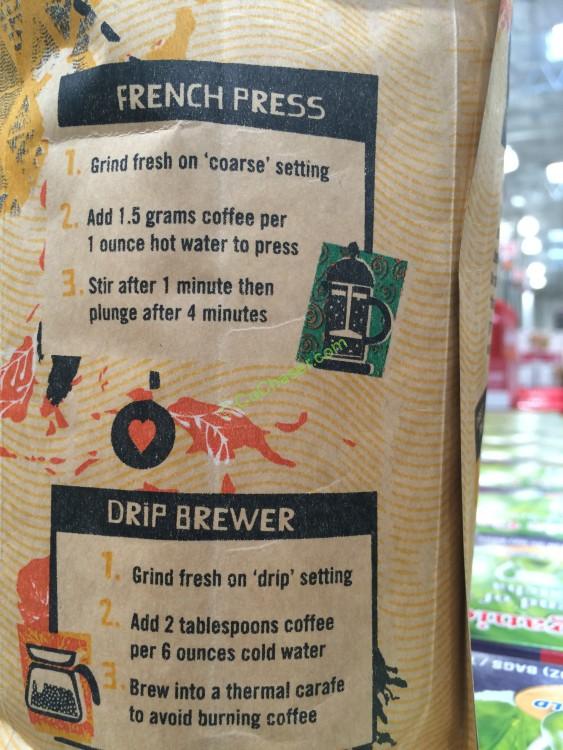 FRENCH PRESS
1. Grind fresh on 'coarse' setting
2. Add 1.5 grams coffee per
1 ounce hot water to press
3. Stir after 1 minute then
plunge after 4 minutes
DRiP BREWER
1. Grind fresh on 'drip' setting
2. Add 2 tablespoons coffee
per 6 ounces cold water
3. Brew into a thermal carafe
to avoid burning coffee